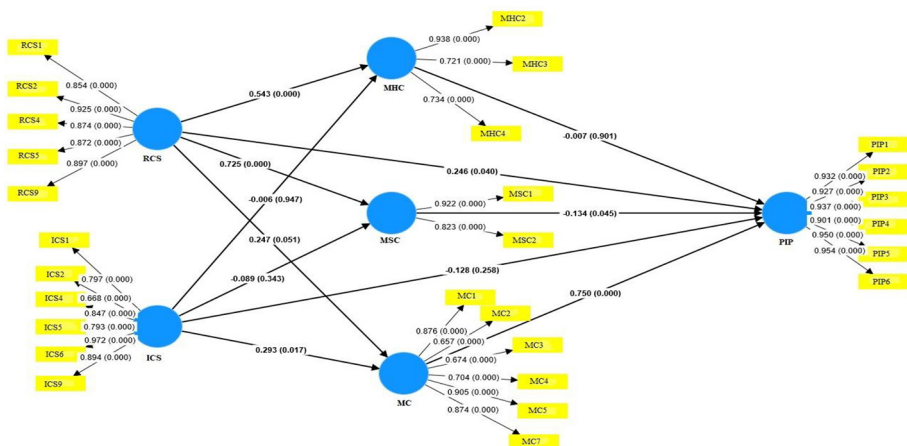 MHC2
0.938 (0.000)
0.721 (0.000)
MHC3
0.734 (0.000)
MHC
MHC4
RCS1
0.854 (0.000)
RCS2
0.925 (0.000)
RCS4
0.874 (0.000)
RCS5
0.872 (0.000)
0.897 (0.000)
RCS9
RCS
0.543 (0.000)
0.725 (0.000)
-0.006 (0.947)
0.247 (0.051)
-0.007 (0.901)
0.246 (0.040)
MSC1
0.922 (0.000)
-0.134 (0.045)
0.823 (0.000)
MSC2
MSC
PIP1
0.932 (0.000)
PIP2
0.927 (0.000)
PIP3
0.937 (0.000)
0.901 (0.000)
PIP4
0.950 (0.000)
PIP5
0.954 (0.000)
PIP6
PIP
ICS1
0.797 (0.000)
ICS2
0.668 (0.000)
ICS4
0.847 (0.000)
ICS5
0.793 (0.000)
ICS6
0.972 (0.000)
0.894 (0.000)
ICS9
ICS
-0.089 (0.343)
-0.128 (0.258)
0.293 (0.017)
0.750 (0.000)
MC1
MC2
0.876 (0.000)
0.657 (0.000)
MC3
0.674 (0.000)
0.704 (0.000)
MC4
0.905 (0.000)
MC5
0.874 (0.000)
MC7
MC